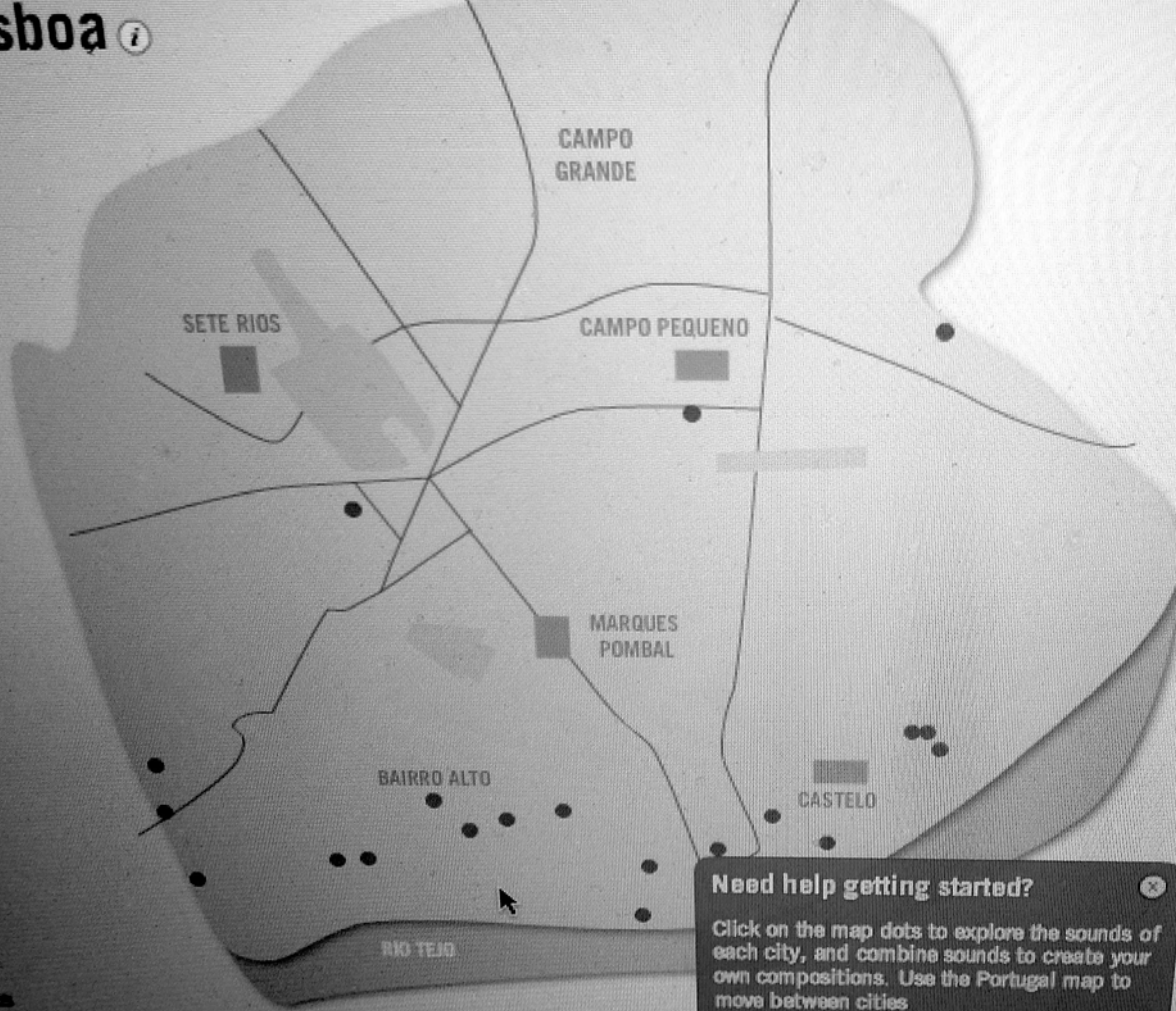 sboa
i
CAMPO
GRANDE
SETE RIOS
CAMPO PEQUENO
MARQUES
POMBAL
BAIRRO ALTO
CASTELO
RIO TEJO
Need help getting started?
Click on the map dots to explore the sounds of
each city, and combine sounds to create your
own compositions. Use the Portugal map to
move between cities